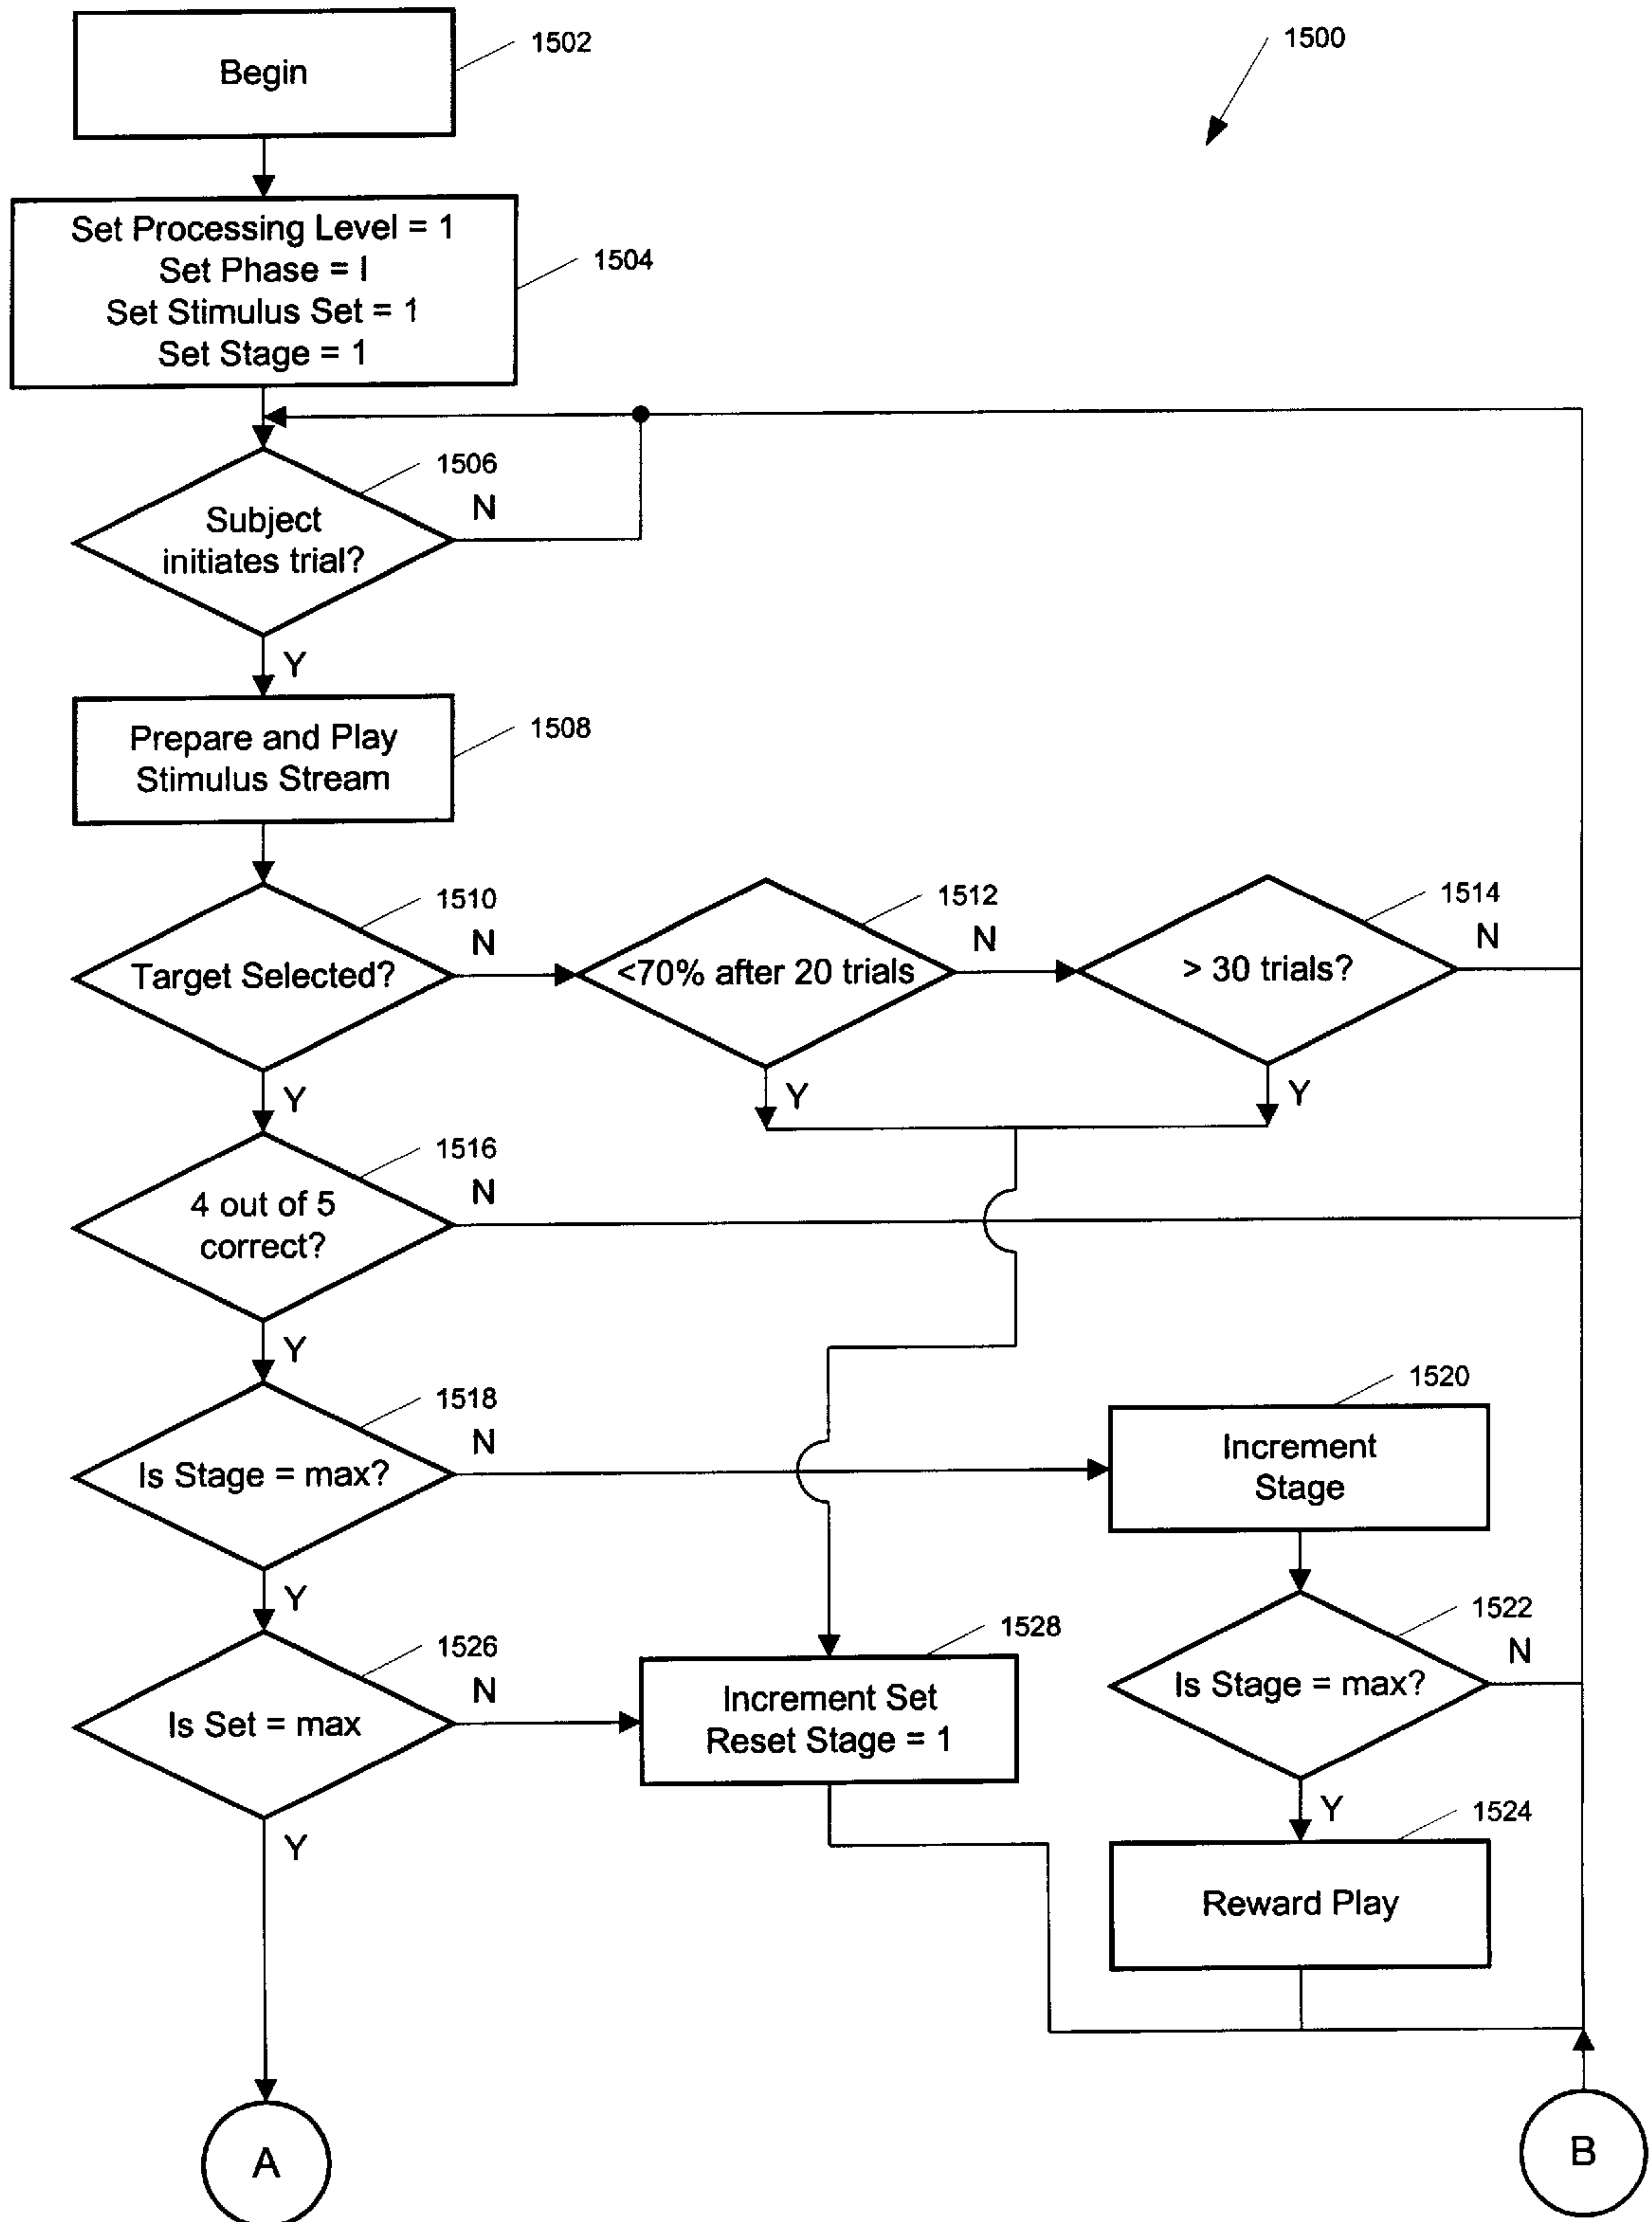 1502
1500
Begin
Set Processing Level = 1
Set Phase = I
Set Stimulus Set = 1
Set Stage = 1
1504
1506
N
Subject
initiates trial?
Y
Prepare and Play
Stimulus Stream
1508
1510
N
Target Selected?
Y
1512
N
<70% after 20 trials
Y
1514
N
> 30 trials?
Y
1516
N
4 out of 5
correct?
Y
1518
N
Is Stage = max?
Y
1520
Increment
Stage
1522
N
Is Stage = max?
Y
1526
N
Is Set = max
Y
1528
Increment Set
Reset Stage = 1
1524
Reward Play
A
B